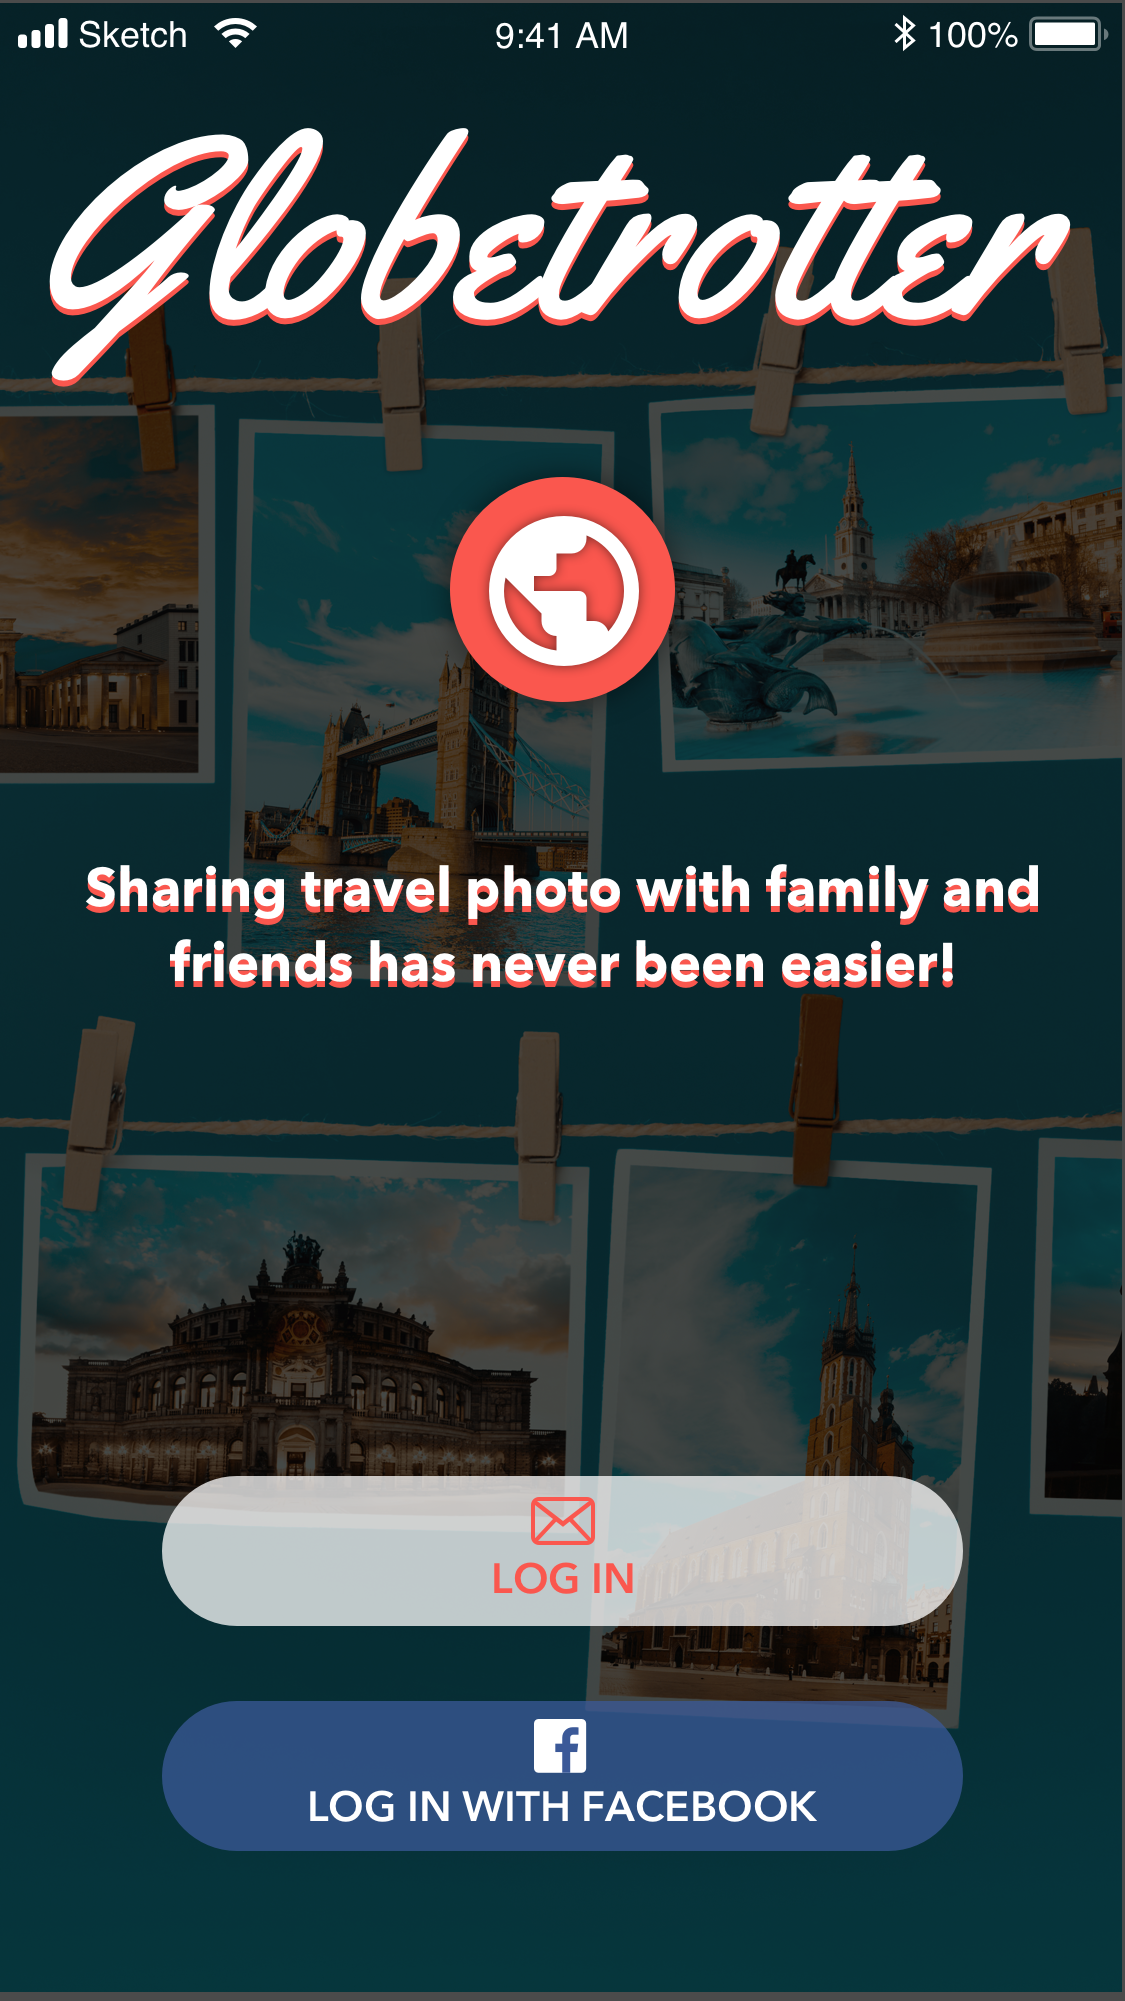 Sketch 9:41 AM 100%
Globetrotter
Sharing travel photo with family and
friends has never been easier!
LOG IN
LOG IN WITH FACEBOOK